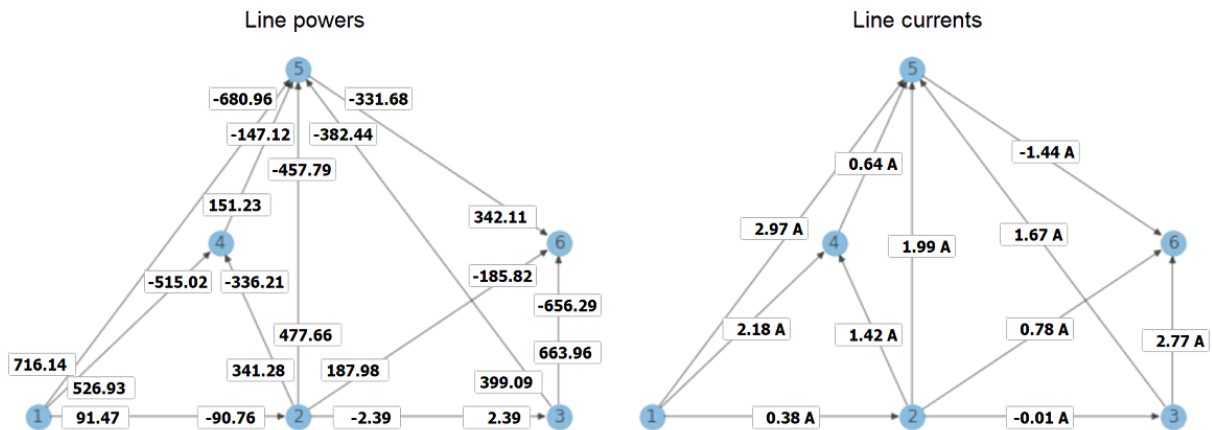 Line powers
5
-680.96
-331.68
-147.12
-382.44
-457.79
151.23
342.11
4
6
-515.02
-336.21
-185.82
-656.29
477.66
663.96
716.14
341.28
187.98
526.93
399.09
1
91.47
-90.76
2
-2.39
2.39
3
Line currents
5
0.64 A
-1.44 A
2.97 A
1.99 A
1.67 A
4
6
2.18 A
1.42 A
0.78 A
2.77 A
1
0.38 A
2
-0.01 A
3